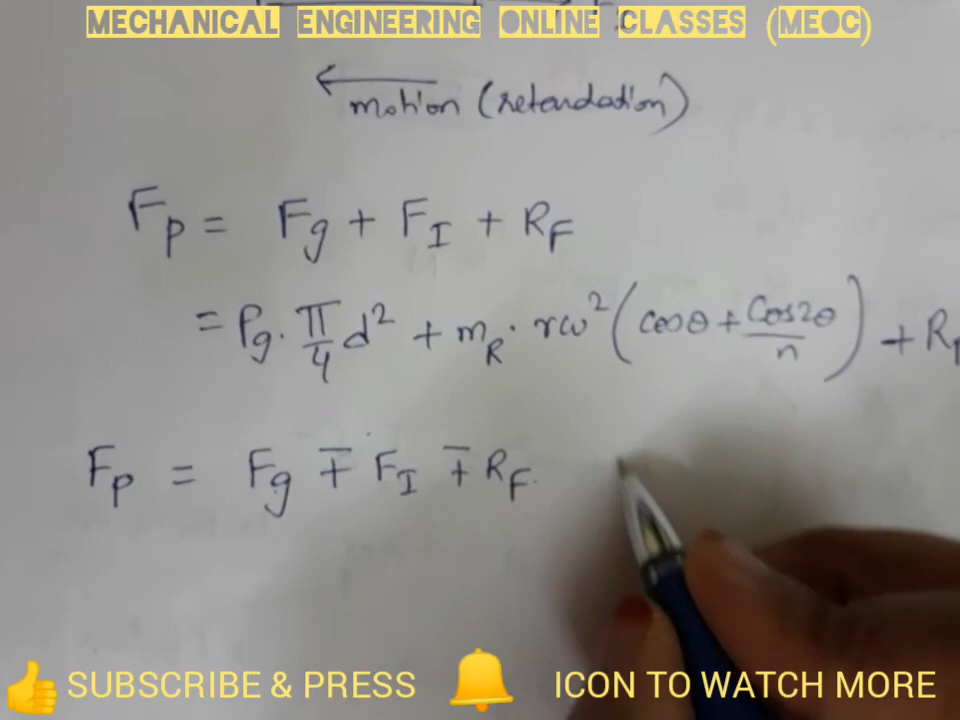 MECHANICAL ENGINEERING ONLINE CLASSES (MEOC)
motion (retardation)
Fp = Fg + FI + RF
= Pg. π/4 d² + mR. rω² (cosθ + Cos2θ/n) + R
Fp = Fg ∓ FI ∓ RF.
SUBSCRIBE & PRESS ICON TO WATCH MORE